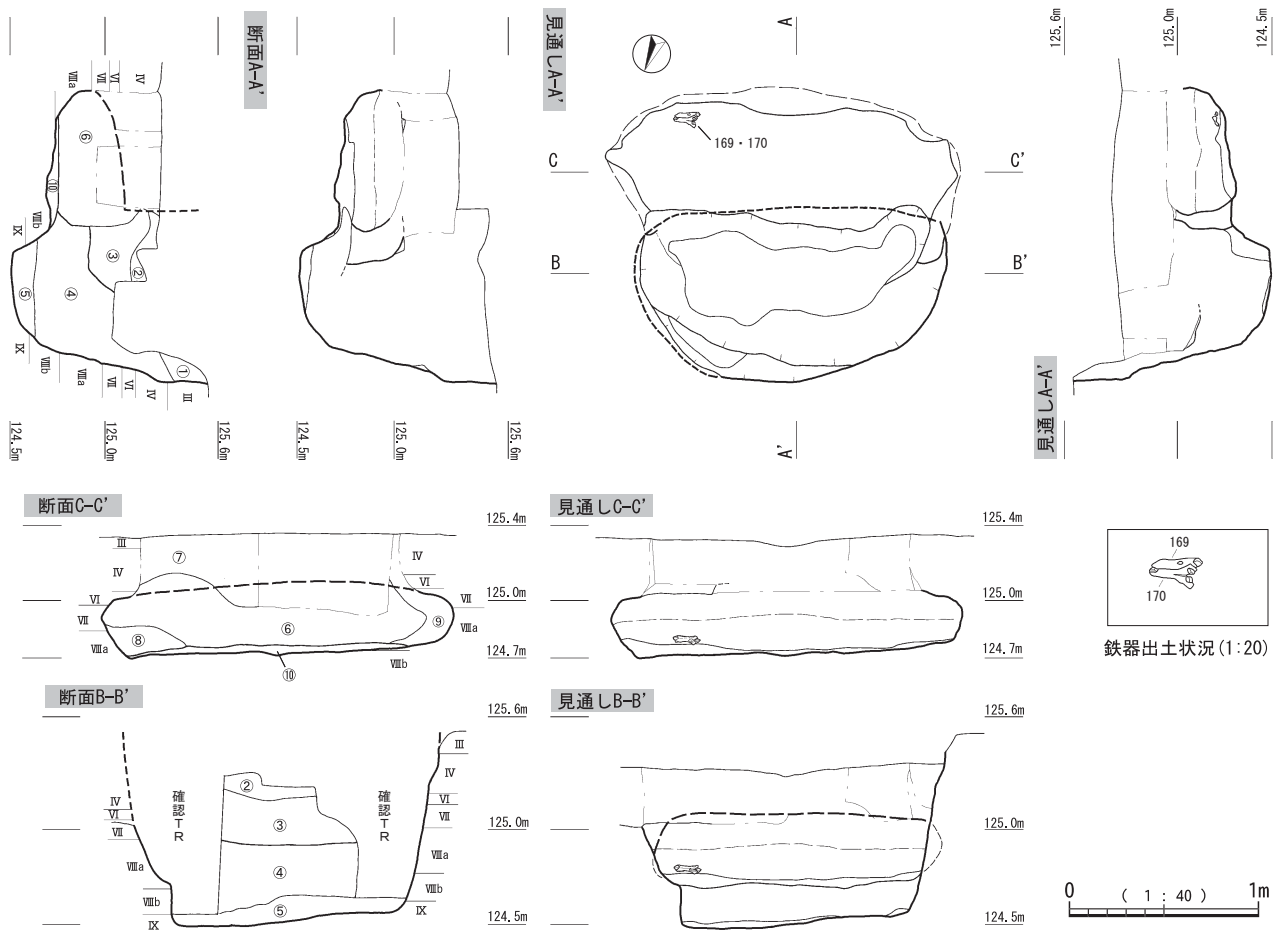 断面A-A’
Ⅷa
Ⅶ
Ⅵ
Ⅳ
⑥
⑩
Ⅷb
Ⅸ
③
②
④
⑤
①
Ⅸ
Ⅷb
Ⅷa
Ⅶ
Ⅵ
Ⅳ
Ⅲ
124.5m
125.0m
125.6m
見通しA-A’
124.5m
125.0m
125.6m
A
169・170
C
C’
B
B’
A’
125.6m
125.0m
124.5m
見通しA-A’
断面C-C’
125.4m
Ⅲ
⑦
Ⅳ
Ⅳ
Ⅵ
125.0m
Ⅵ
Ⅶ
Ⅶ
⑥
⑨
Ⅷa
⑧
Ⅷa
124.7m
Ⅷb
⑩
見通しC-C’
125.4m
125.0m
124.7m
169
170
鉄器出土状況(1:20)
断面B-B’
125.6m
Ⅲ
②
Ⅳ
Ⅳ
確認TR
確認TR
Ⅵ
Ⅵ
③
Ⅶ
125.0m
Ⅶ
Ⅷa
④
Ⅷa
Ⅷb
Ⅷb
⑤
Ⅸ
124.5m
Ⅸ
見通しB-B’
125.6m
125.0m
124.5m
0 ( 1 : 40 ) 1m